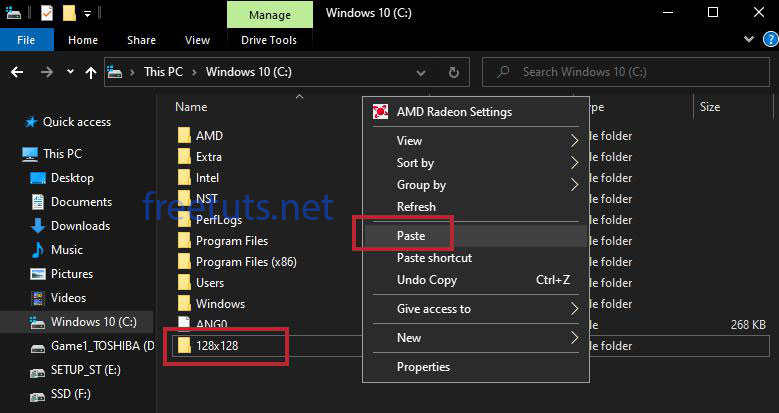 Manage
Windows 10 (C:)
File
Home
Share
View
Drive Tools
This PC
Windows 10 (C:)
Search Windows 10 (C:)
Name
Size
Quick access
This PC
Desktop
Documents
Downloads
Music
Pictures
Videos
Windows 10 (C:)
Game1_TOSHIBA (D
SETUP_ST (E:)
SSD (F:)
AMD
Extra
Intel
NST
PerfLogs
Program Files
Program Files (x86)
Users
Windows
ANG0
128x128
AMD Radeon Settings
View
Sort by
Group by
Refresh
Paste
Paste shortcut
Undo Copy Ctrl+Z
Give access to
New
Properties
ype
le folder
le folder
le folder
le folder
le folder
le folder
le folder
le folder
le folder
le
268 KB
le folder
freetuts.net